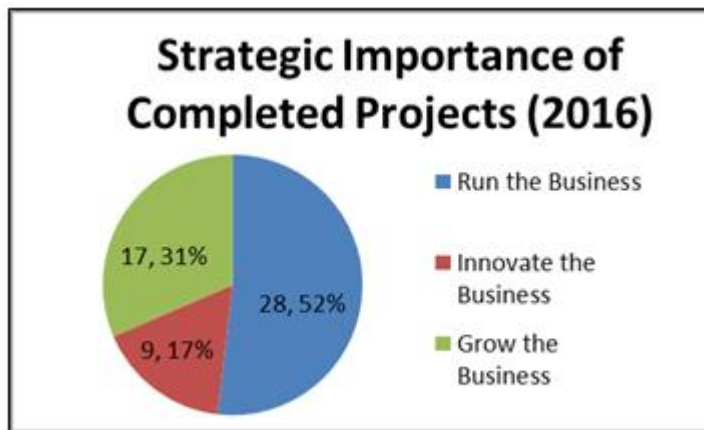 Strategic Importance of
Completed Projects (2016)
17, 31%
28, 52%
9, 17%
Run the Business
Innovate the
Business
Grow the
Business